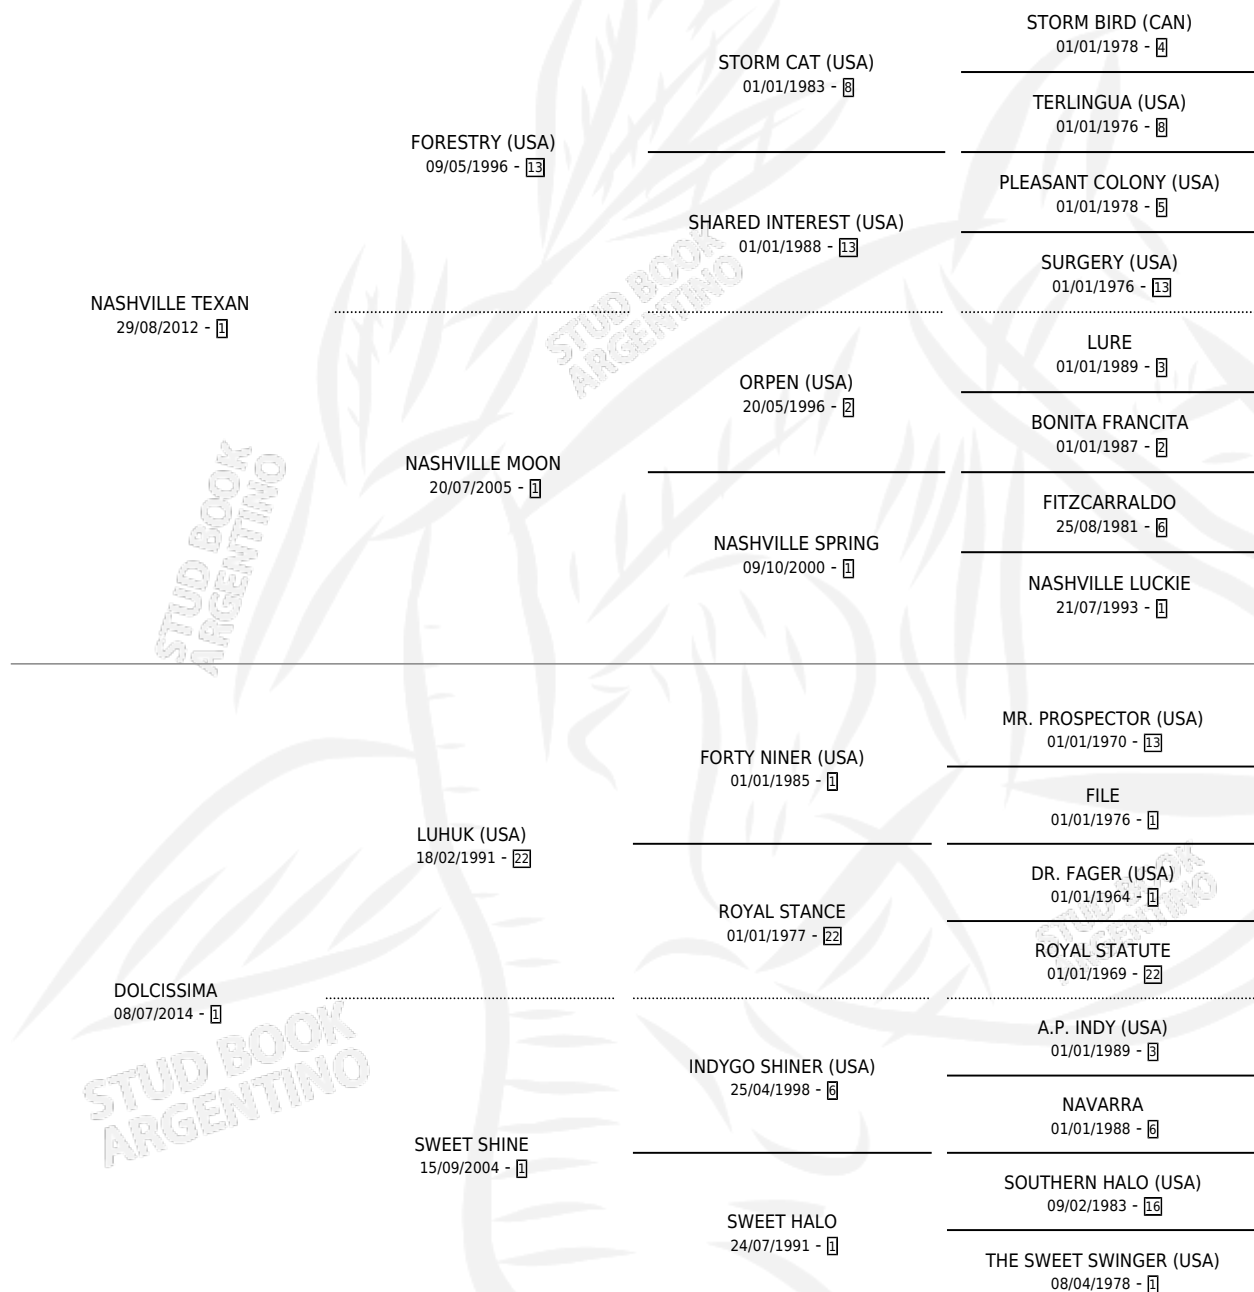 STORM BIRD (CAN)
01/01/1978 - 4
STORM CAT (USA)
01/01/1983 - 8
TERLINGUA (USA)
01/01/1976 - 8
FORESTRY (USA)
09/05/1996 - 13
PLEASANT COLONY (USA)
01/01/1978 - 5
SHARED INTEREST (USA)
01/01/1988 - 13
SURGERY (USA)
01/01/1976 - 13
NASHVILLE TEXAN
29/08/2012 - 1
LURE
01/01/1989 - 3
ORPEN (USA)
20/05/1996 - 2
BONITA FRANCITA
01/01/1987 - 2
NASHVILLE MOON
20/07/2005 - 1
FITZCARRALDO
25/08/1981 - 6
NASHVILLE SPRING
09/10/2000 - 1
NASHVILLE LUCKIE
21/07/1993 - 1
MR. PROSPECTOR (USA)
01/01/1970 - 13
FORTY NINER (USA)
01/01/1985 - 1
FILE
01/01/1976 - 1
LUHUK (USA)
18/02/1991 - 22
DR. FAGER (USA)
01/01/1964 - 1
ROYAL STANCE
01/01/1977 - 22
ROYAL STATUTE
01/01/1969 - 22
DOLCISSIMA
08/07/2014 - 1
A.P. INDY (USA)
01/01/1989 - 3
INDYGO SHINER (USA)
25/04/1998 - 6
NAVARRA
01/01/1988 - 6
SWEET SHINE
15/09/2004 - 1
SOUTHERN HALO (USA)
09/02/1983 - 16
SWEET HALO
24/07/1991 - 1
THE SWEET SWINGER (USA)
08/04/1978 - 1
STUD BOOK
ARGENTINO
STUD BOOK
ARGENTINO
STUD BOOK
ARGENTINO
STUD BOOK
ARGENTINO